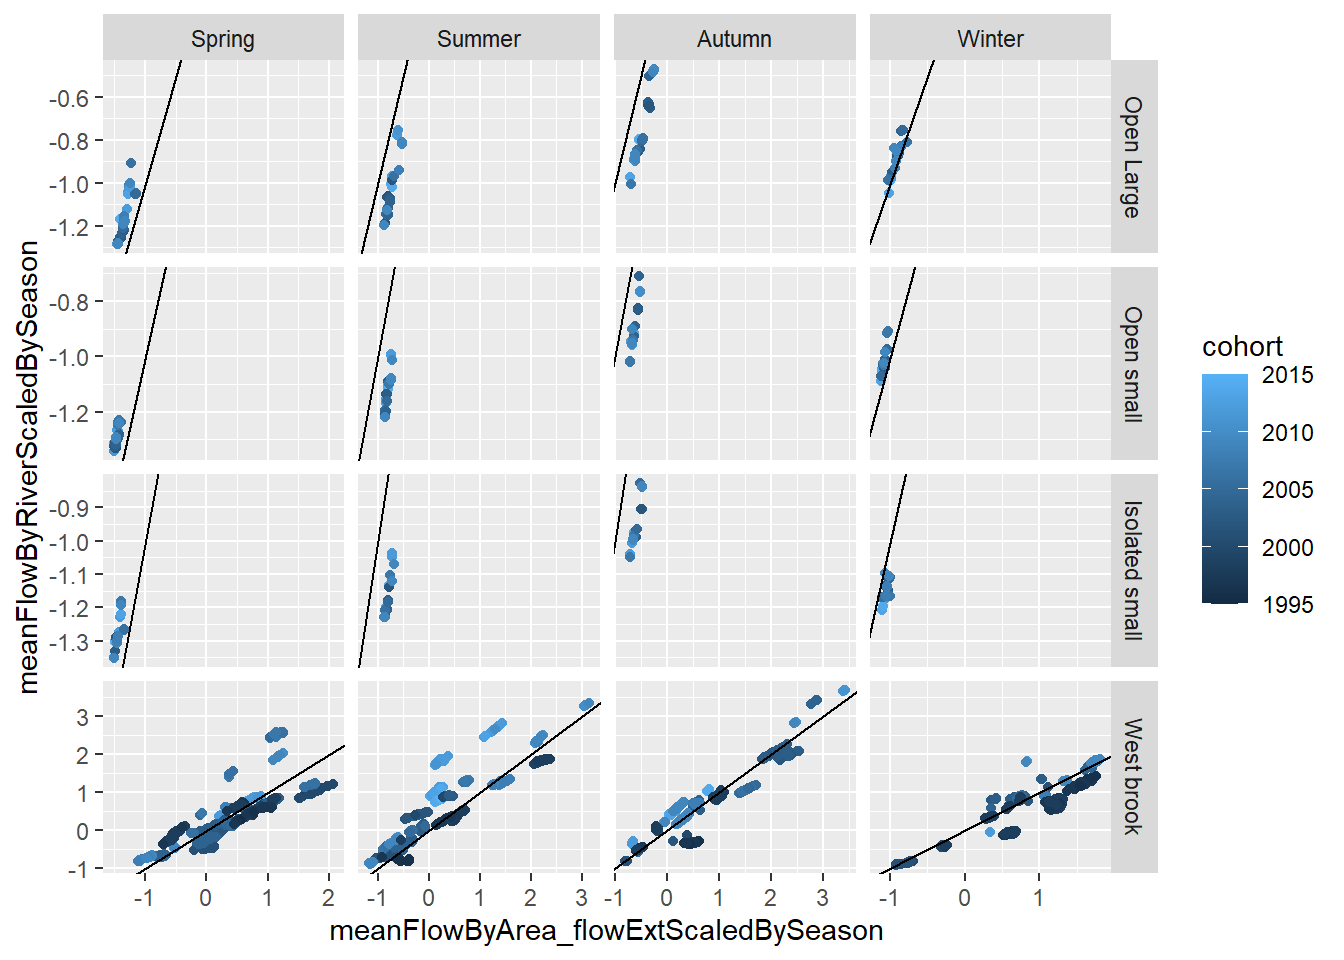 Spring Summer Autumn Winter
-0.6
-0.8
-1.0
-1.2
Open Large
-0.8
-1.0
-1.2
Open small
-0.9
-1.0
-1.1
-1.2
-1.3
Isolated small
3
2
1
0
-1
West brook
-1 0 1 2 -1 0 1 2 3 -1 0 1 2 3 0 1
meanFlowByArea_flowExtScaledBySeason
meanFlowByRiverScaledBySeason
cohort
2015
2010
2005
2000
1995